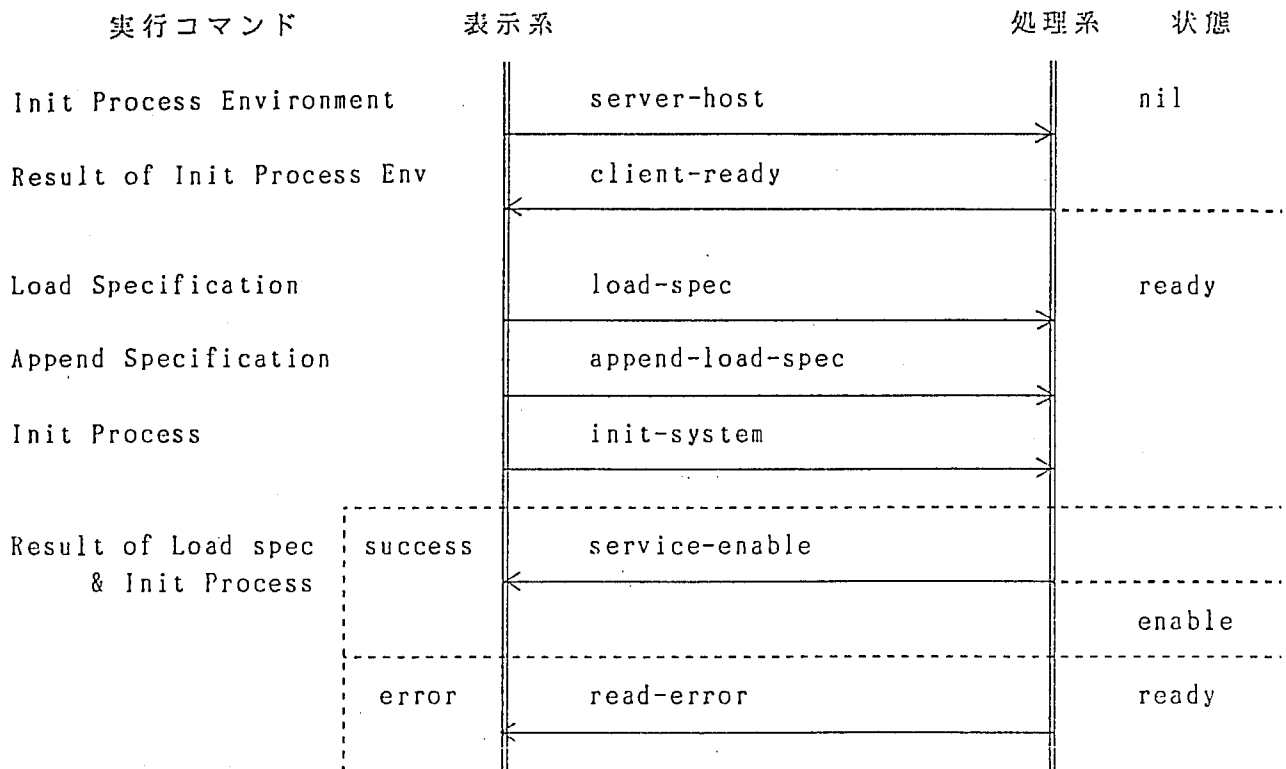 実行コマンド 表示系 処理系 状態
Init Process Environment server-host nil
Result of Init Process Env client-ready
Load Specification load-spec ready
Append Specification append-load-spec
Init Process init-system
Result of Load spec success service-enable
& Init Process
enable
error read-error ready